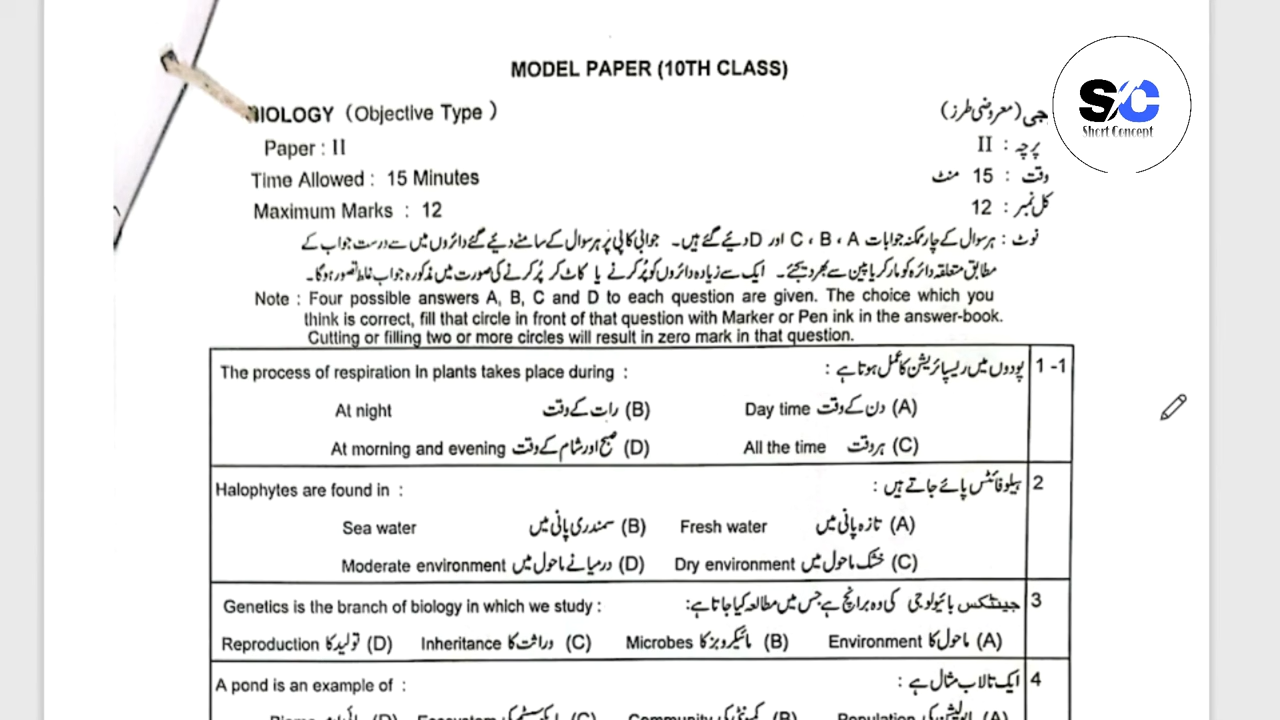 MODEL PAPER (10TH CLASS)
BIOLOGY (Objective Type) جی (معروضی طرز)
Paper : II پرچہ : II
Time Allowed : 15 Minutes وقت : 15 منٹ
Maximum Marks : 12 کل نمبر : 12
S/C
Short Concept
نوٹ : ہر سوال کے چار ممکنہ جوابات A ، B ، C اور D دیئے گئے ہیں۔ جوابی کاپی پر ہر سوال کے سامنے دیئے گئے دائروں میں سے درست جواب کے
مطابق متعلقہ دائرہ کو مارکر یا پین سے بھر دیجئے۔ ایک سے زیادہ دائروں کو پُر کرنے یا کاٹ کر پُر کرنے کی صورت میں مذکورہ جواب غلط تصور ہو گا۔
Note : Four possible answers A, B, C and D to each question are given. The choice which you
think is correct, fill that circle in front of that question with Marker or Pen ink in the answer-book.
Cutting or filling two or more circles will result in zero mark in that question.
The process of respiration In plants takes place during : پودوں میں ریسپائریشن کا عمل ہوتا ہے : 1 -1
At night رات کے وقت (B) Day time دن کے وقت (A)
At morning and evening صبح اور شام کے وقت (D) All the time ہر وقت (C)
Halophytes are found in : ہیلوفائٹس پائے جاتے ہیں : 2
Sea water سمندری پانی میں (B) Fresh water تازہ پانی میں (A)
Moderate environment درمیانے ماحول میں (D) Dry environment خشک ماحول میں (C)
Genetics is the branch of biology in which we study : جینٹکس بائیولوجی کی وہ برانچ ہے جس میں مطالعہ کیا جاتا ہے: 3
Reproduction تولید کا (D) Inheritance وراثت کا (C) Microbes مائیکروبز کا (B) Environment ماحول کا (A)
A pond is an example of : ایک تالاب مثال ہے : 4
Biome (D) Ecosystem ایکوسسٹم کی (C) Community کمیونٹی کی (B) Population پاپولیشن کی (A)